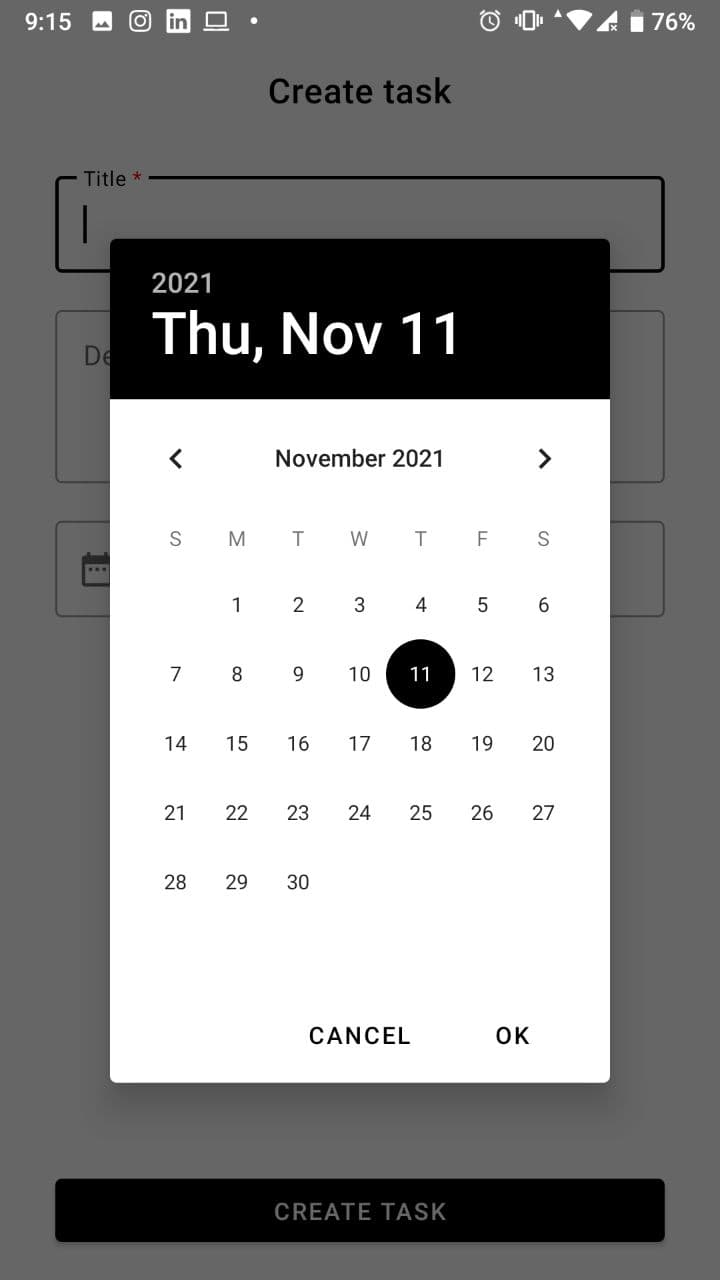 9:15 in 76%
Create task
Title *
2021
Thu, Nov 11
De
November 2021
S M T W T F S
1 2 3 4 5 6
7 8 9 10 11 12 13
14 15 16 17 18 19 20
21 22 23 24 25 26 27
28 29 30
CANCEL OK
CREATE TASK